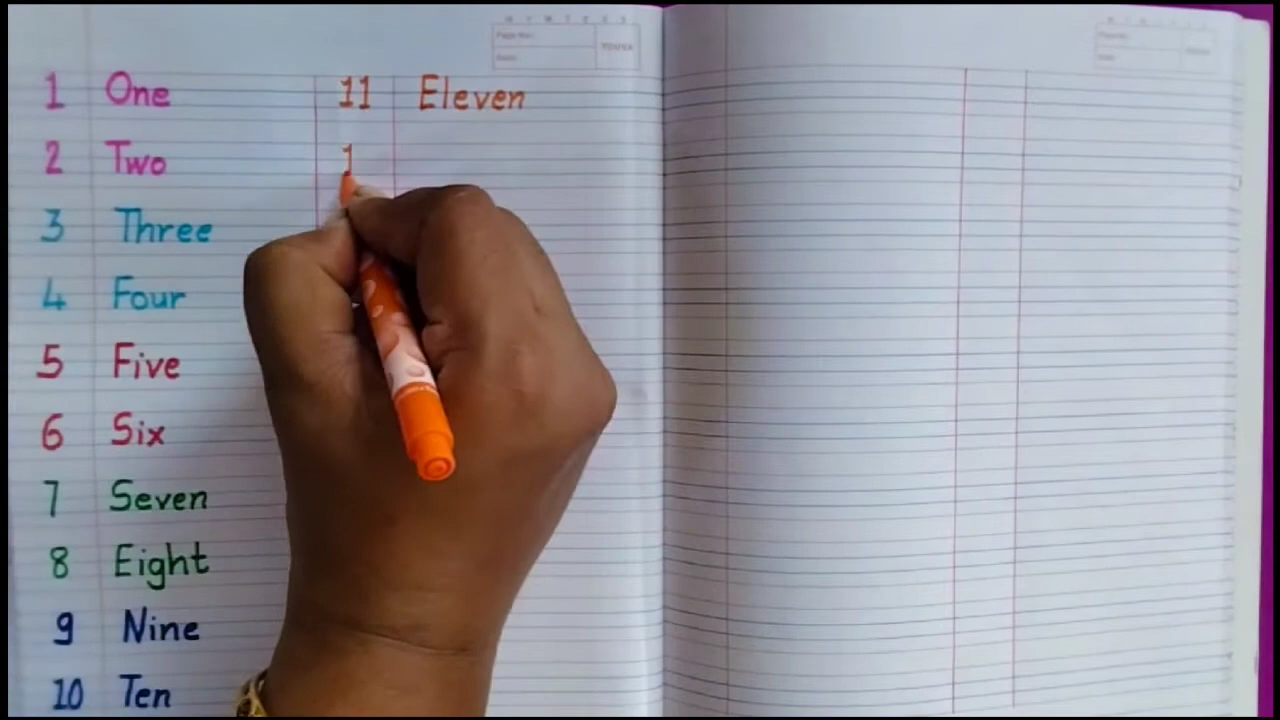 1 One 11 Eleven
2 Two 1
3 Three
4 Four
5 Five
6 Six
7 Seven
8 Eight
9 Nine
10 Ten
YOUVA